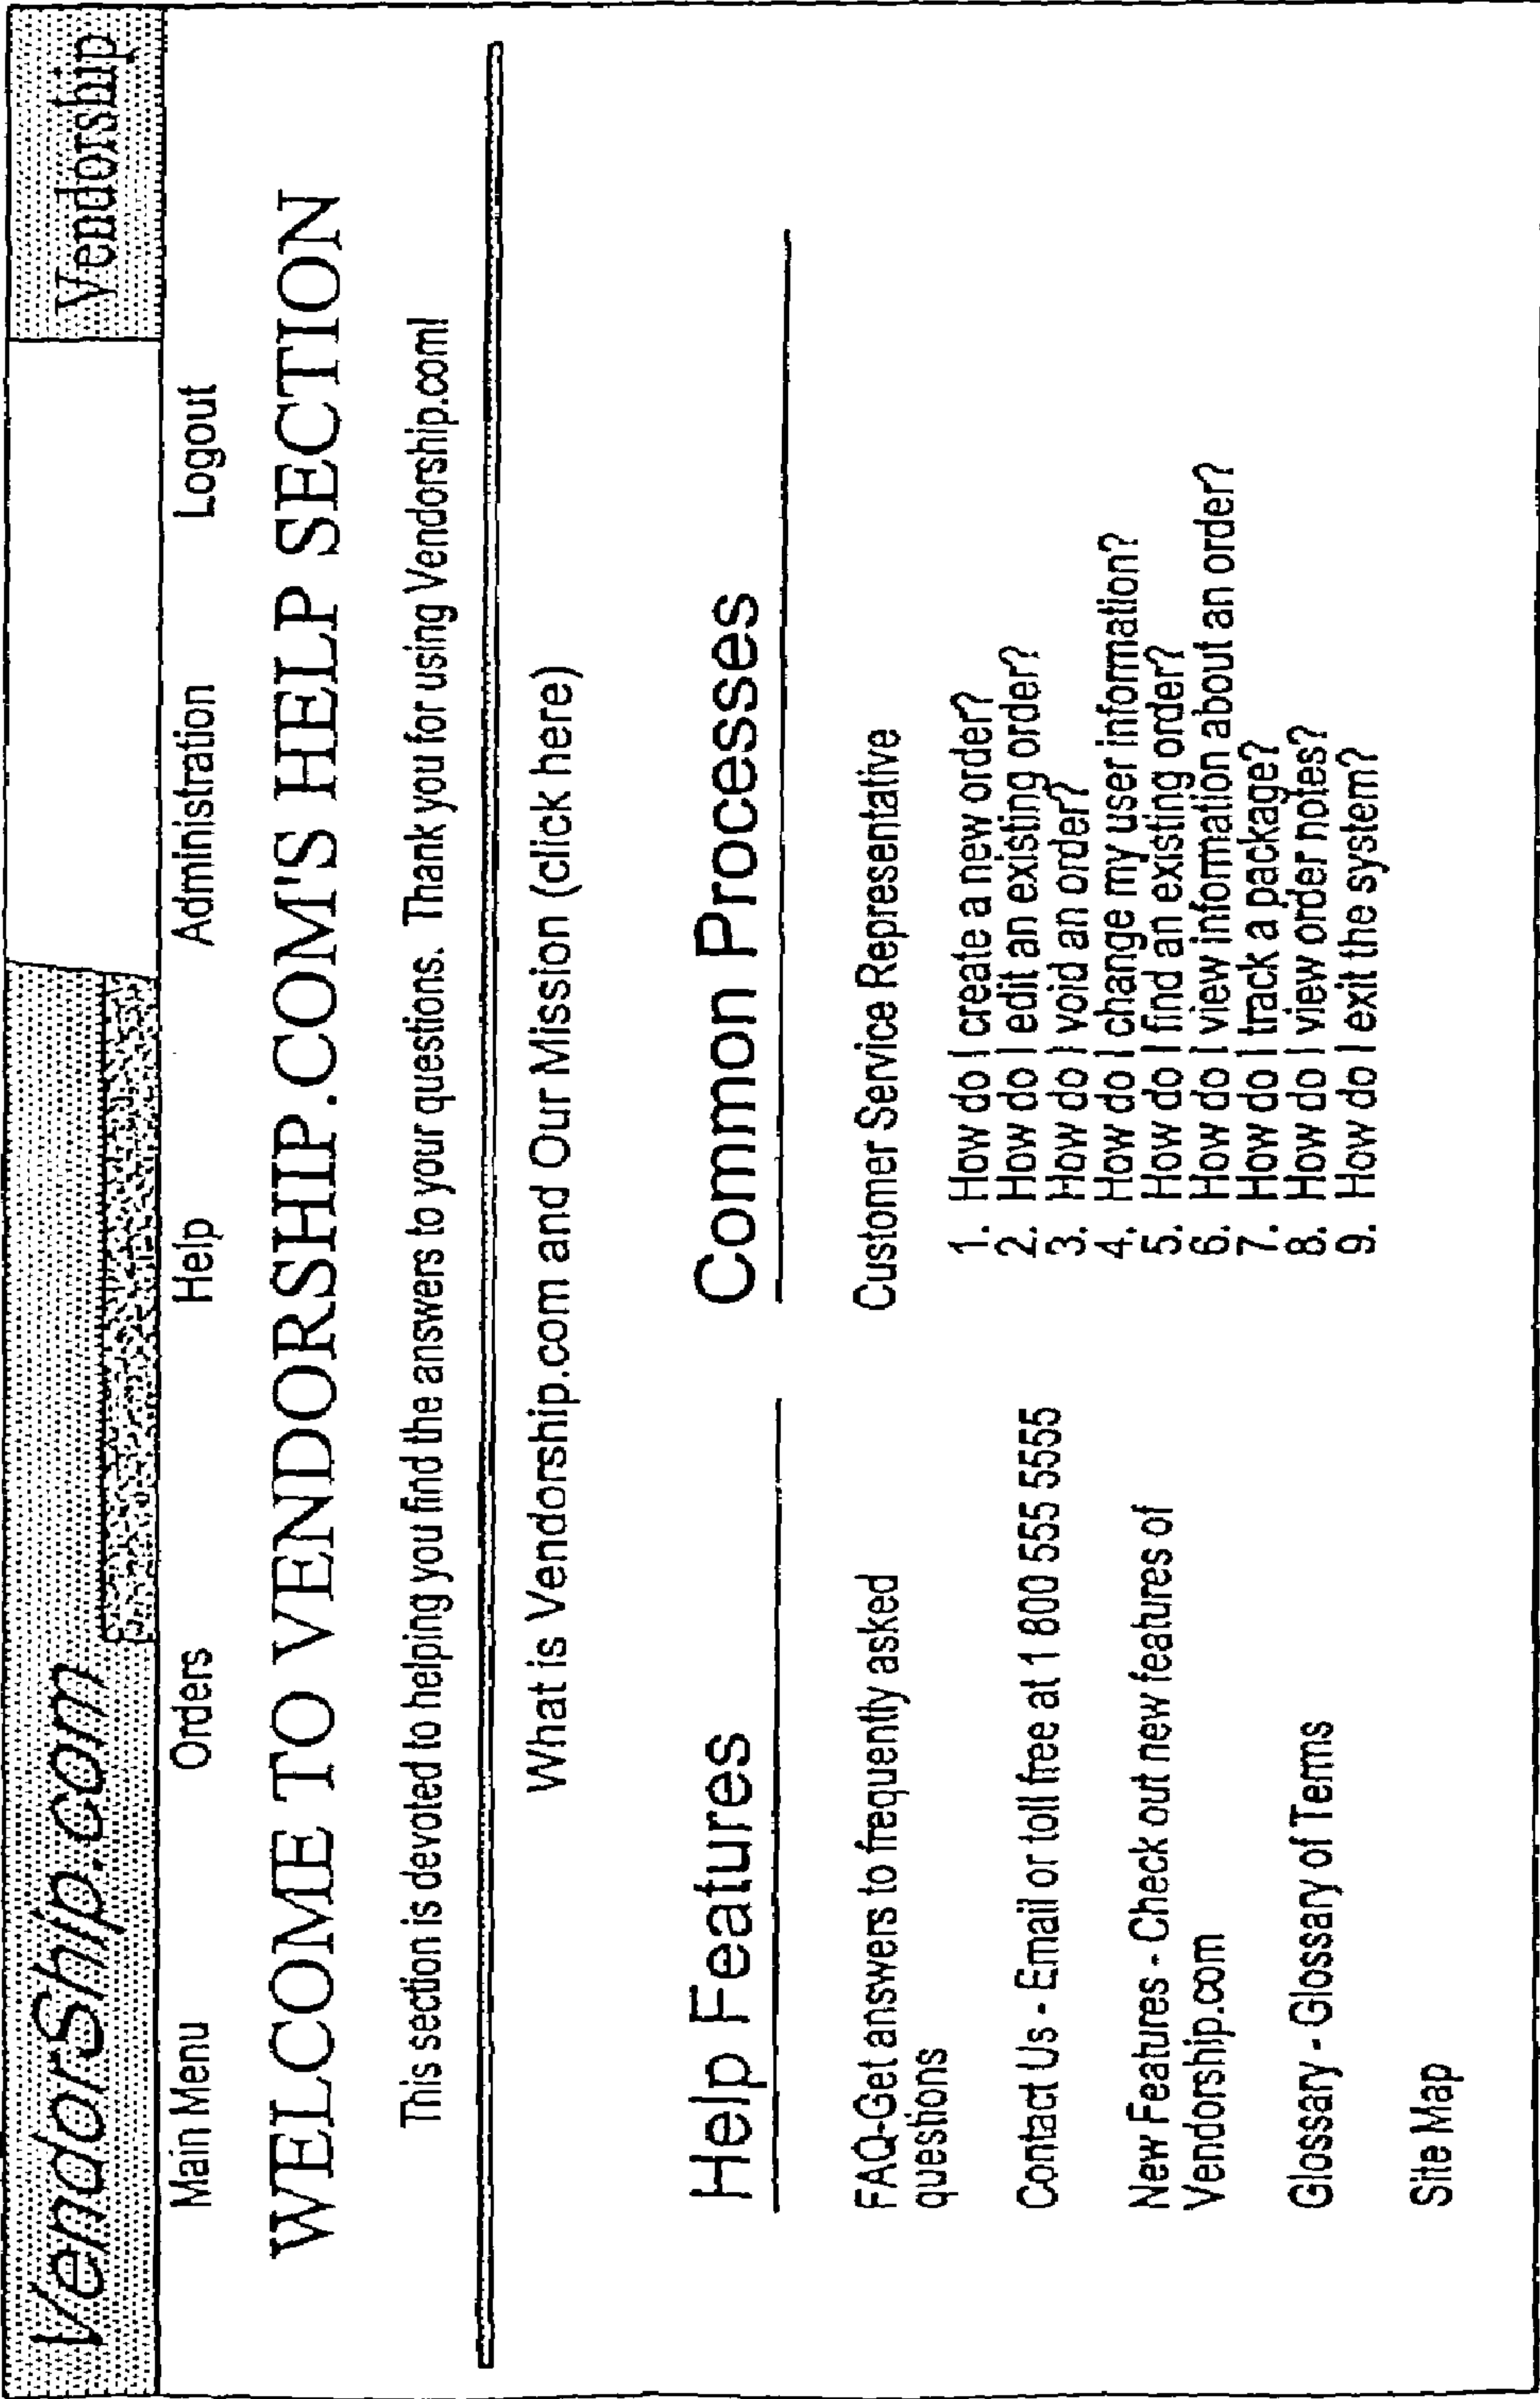 VendorShip.com
Vendorship
Main Menu Orders Help Administration Logout
WELCOME TO VENDORSHIP.COM'S HELP SECTION
This section is devoted to helping you find the answers to your questions. Thank you for using Vendorship.com!
What is Vendorship.com and Our Mission (click here)
Help Features
FAQ-Get answers to frequently asked
questions
Contact Us - Email or toll free at 1 800 555 5555
New Features - Check out new features of
Vendorship.com
Glossary - Glossary of Terms
Site Map
Common Processes
Customer Service Representative
1. How do I create a new order?
2. How do I edit an existing order?
3. How do I void an order?
4. How do I change my user information?
5. How do I find an existing order?
6. How do I view information about an order?
7. How do I track a package?
8. How do I view order notes?
9. How do I exit the system?